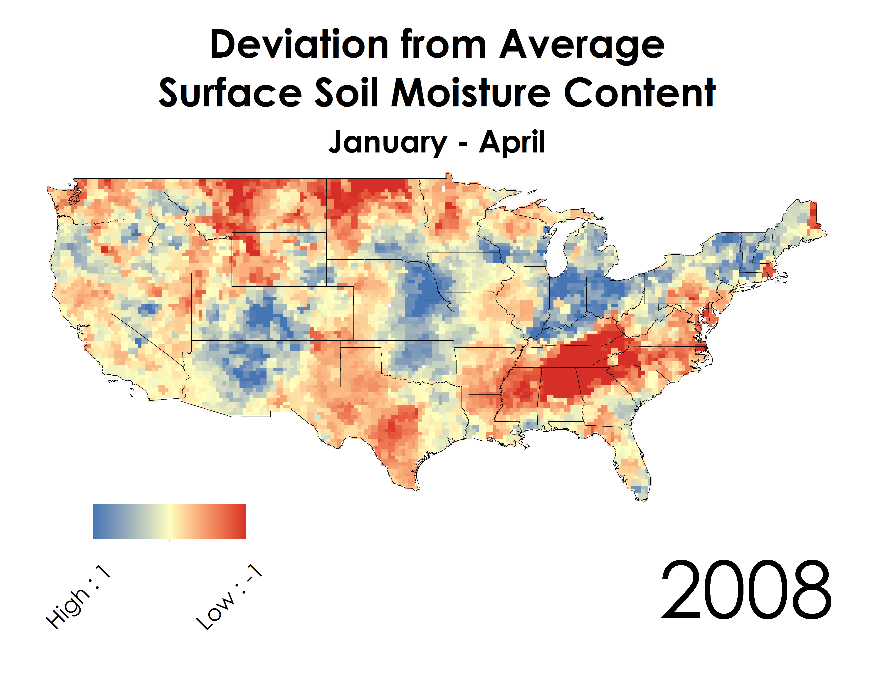 Deviation from Average
Surface Soil Moisture Content
January - April
High : 1
Low : -1
2008